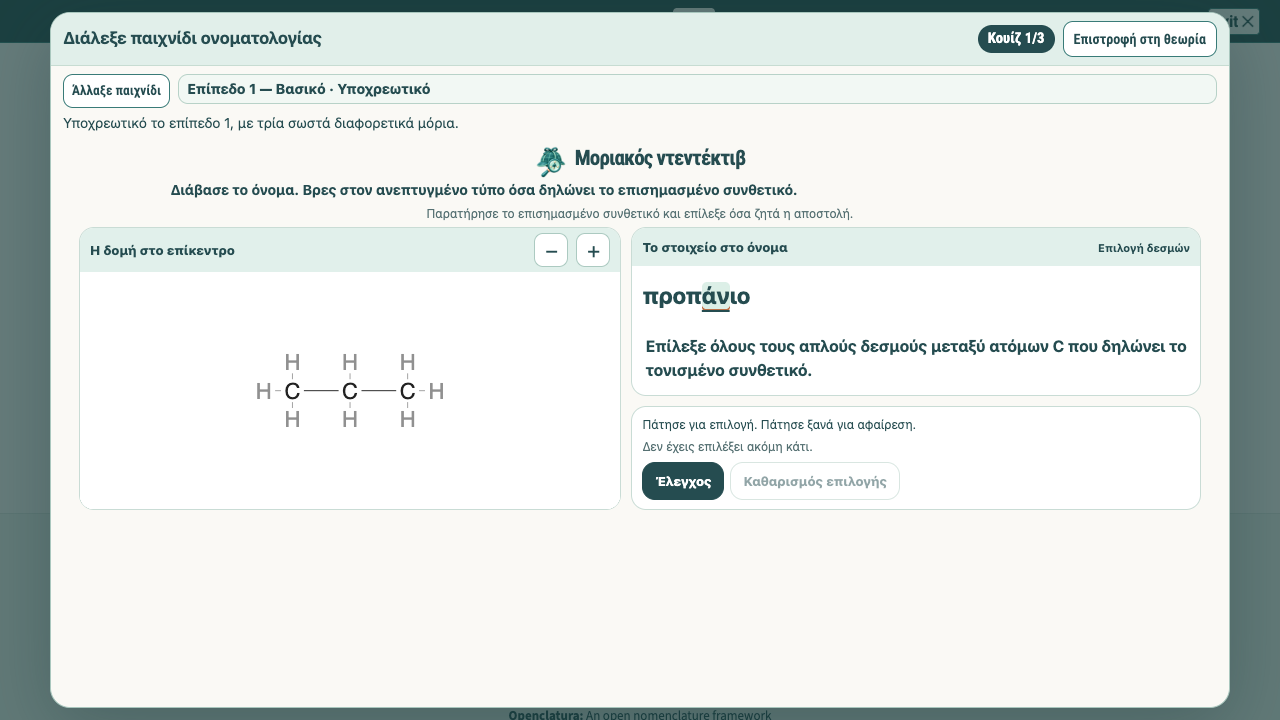 Διάλεξε παιχνίδι ονοματολογίας
Κουίζ 1/3
Επιστροφή στη θεωρία
Άλλαξε παιχνίδι
Επίπεδο 1 — Βασικό · Υποχρεωτικό
Υποχρεωτικό το επίπεδο 1, με τρία σωστά διαφορετικά μόρια.
Μοριακός ντεντέκτιβ
Διάβασε το όνομα. Βρες στον ανεπτυγμένο τύπο όσα δηλώνει το επισημασμένο συνθετικό.
Παρατήρησε το επισημασμένο συνθετικό και επίλεξε όσα ζητά η αποστολή.
Η δομή στο επίκεντρο
− +
H H H
H C C C H
H H H
Το στοιχείο στο όνομα
Επιλογή δεσμών
προπάνιο
Επίλεξε όλους τους απλούς δεσμούς μεταξύ ατόμων C που δηλώνει το
τονισμένο συνθετικό.
Πάτησε για επιλογή. Πάτησε ξανά για αφαίρεση.
Δεν έχεις επιλέξει ακόμη κάτι.
Έλεγχος
Καθαρισμός επιλογής
Openclatura: An open nomenclature framework